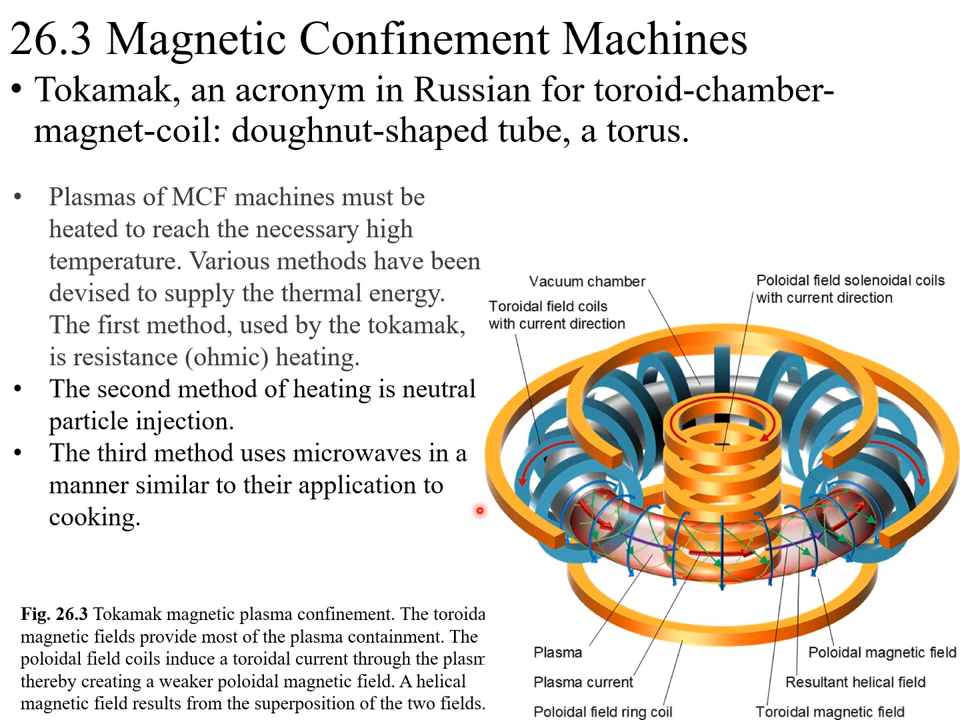 26.3 Magnetic Confinement Machines
• Tokamak, an acronym in Russian for toroid-chamber-
magnet-coil: doughnut-shaped tube, a torus.
• Plasmas of MCF machines must be
heated to reach the necessary high
temperature. Various methods have been
devised to supply the thermal energy.
The first method, used by the tokamak,
is resistance (ohmic) heating.
• The second method of heating is neutral
particle injection.
• The third method uses microwaves in a
manner similar to their application to
cooking.
Fig. 26.3 Tokamak magnetic plasma confinement. The toroida
magnetic fields provide most of the plasma containment. The
poloidal field coils induce a toroidal current through the plasm
thereby creating a weaker poloidal magnetic field. A helical
magnetic field results from the superposition of the two fields.
Vacuum chamber
Poloidal field solenoidal coils
with current direction
Toroidal field coils
with current direction
Plasma
Plasma current
Poloidal field ring coil
Poloidal magnetic field
Resultant helical field
Toroidal magnetic field